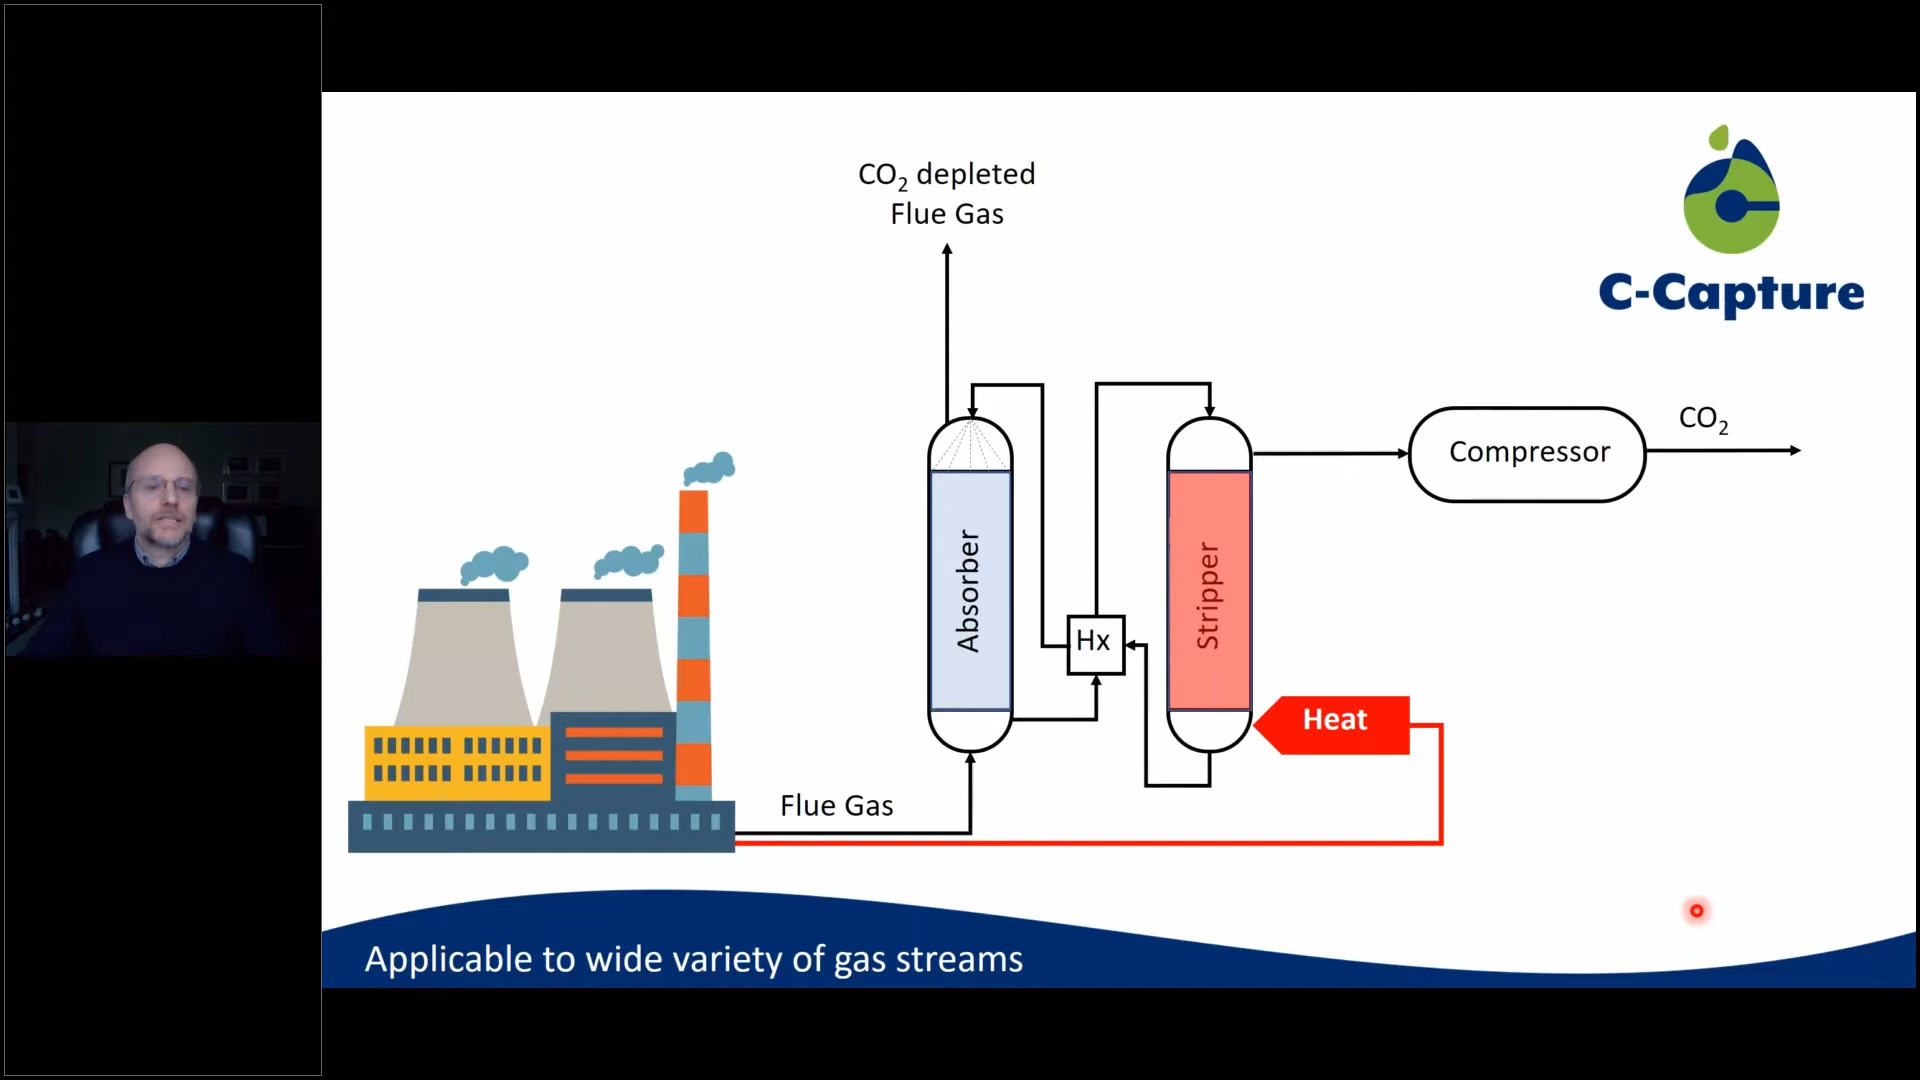 CO₂ depleted
Flue Gas
C-Capture
Absorber
Hx
Stripper
Compressor
CO₂
Heat
Flue Gas
Applicable to wide variety of gas streams